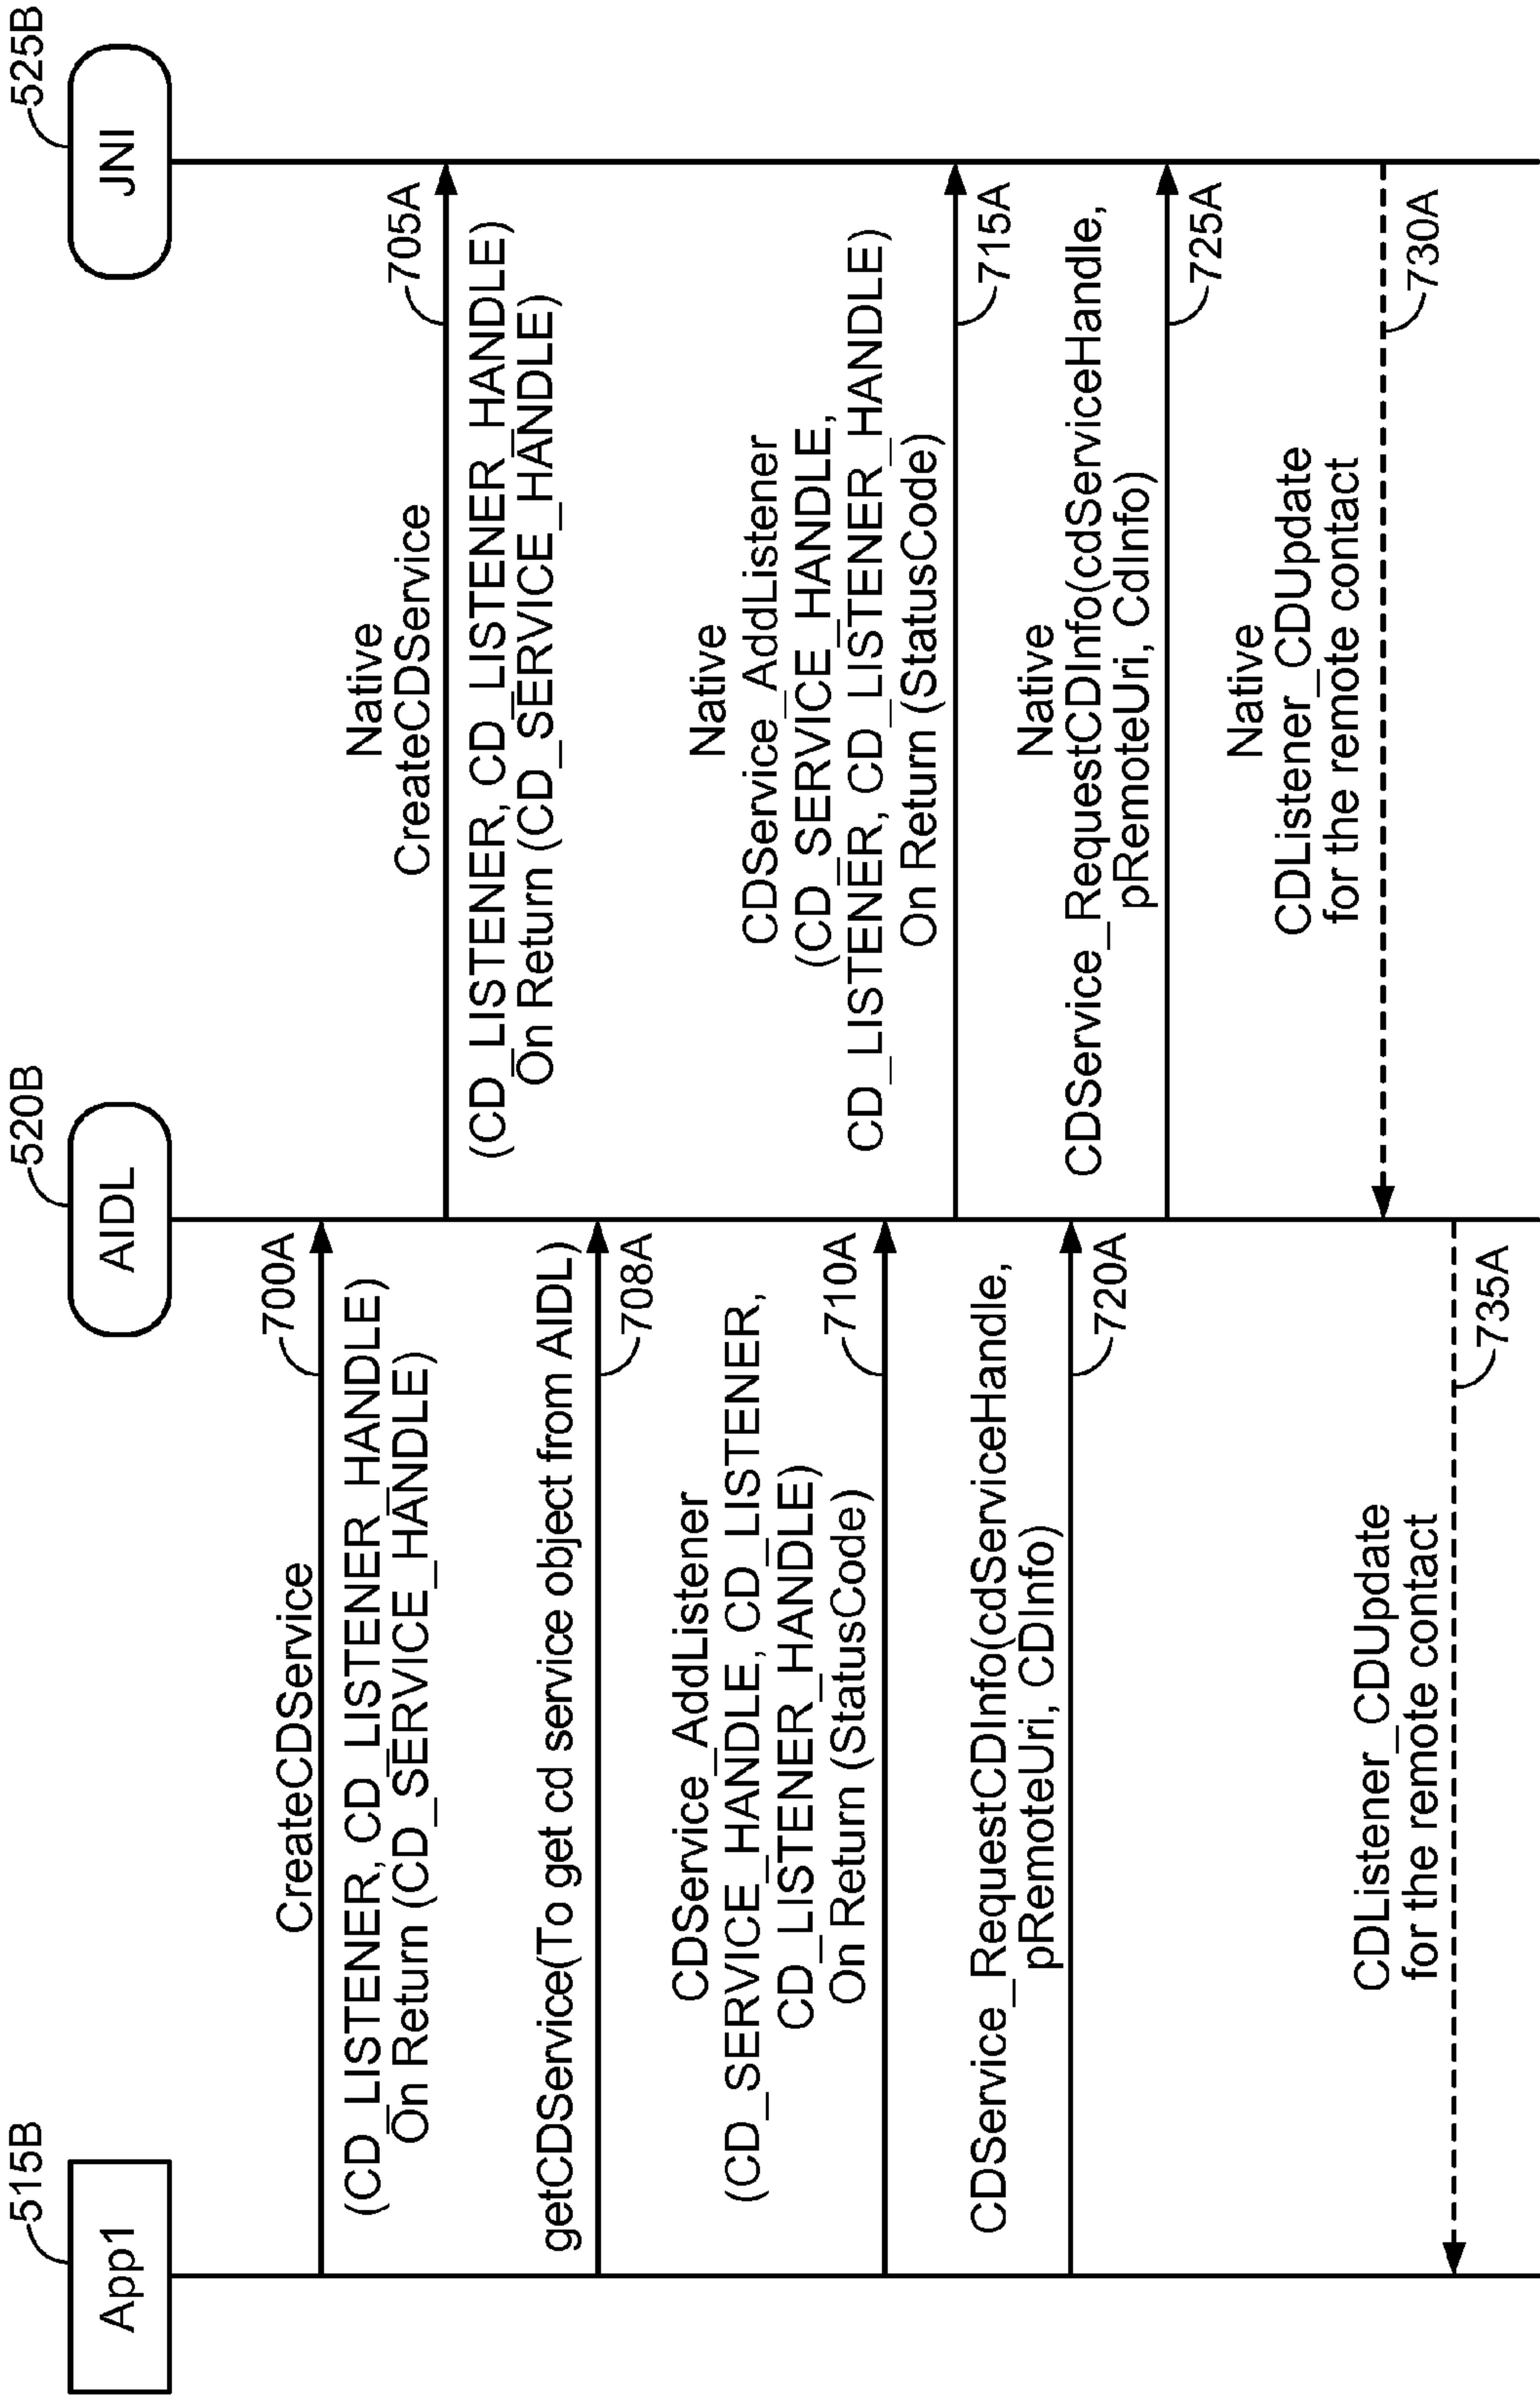 App1
515B
AIDL
520B
JNI
525B
CreateCDService
700A
(CD_LISTENER, CD_LISTENER_HANDLE)
On Return (CD_SERVICE_HANDLE)
Native
CreateCDService
705A
(CD_LISTENER, CD_LISTENER_HANDLE)
On Return (CD_SERVICE_HANDLE)
getCDService(To get cd service object from AIDL)
708A
CDService_AddListener
(CD_SERVICE_HANDLE, CD_LISTENER,
CD_LISTENER_HANDLE)
On Return (StatusCode)
710A
Native
CDService_AddListener
(CD_SERVICE_HANDLE,
CD_LISTENER, CD_LISTENER_HANDLE)
On Return (StatusCode)
715A
CDService_RequestCDInfo(cdServiceHandle,
pRemoteUri, CDInfo)
720A
Native
CDService_RequestCDInfo(cdServiceHandle,
pRemoteUri, CdInfo)
725A
Native
CDListener_CDUpdate
for the remote contact
730A
CDListener_CDUpdate
for the remote contact
735A